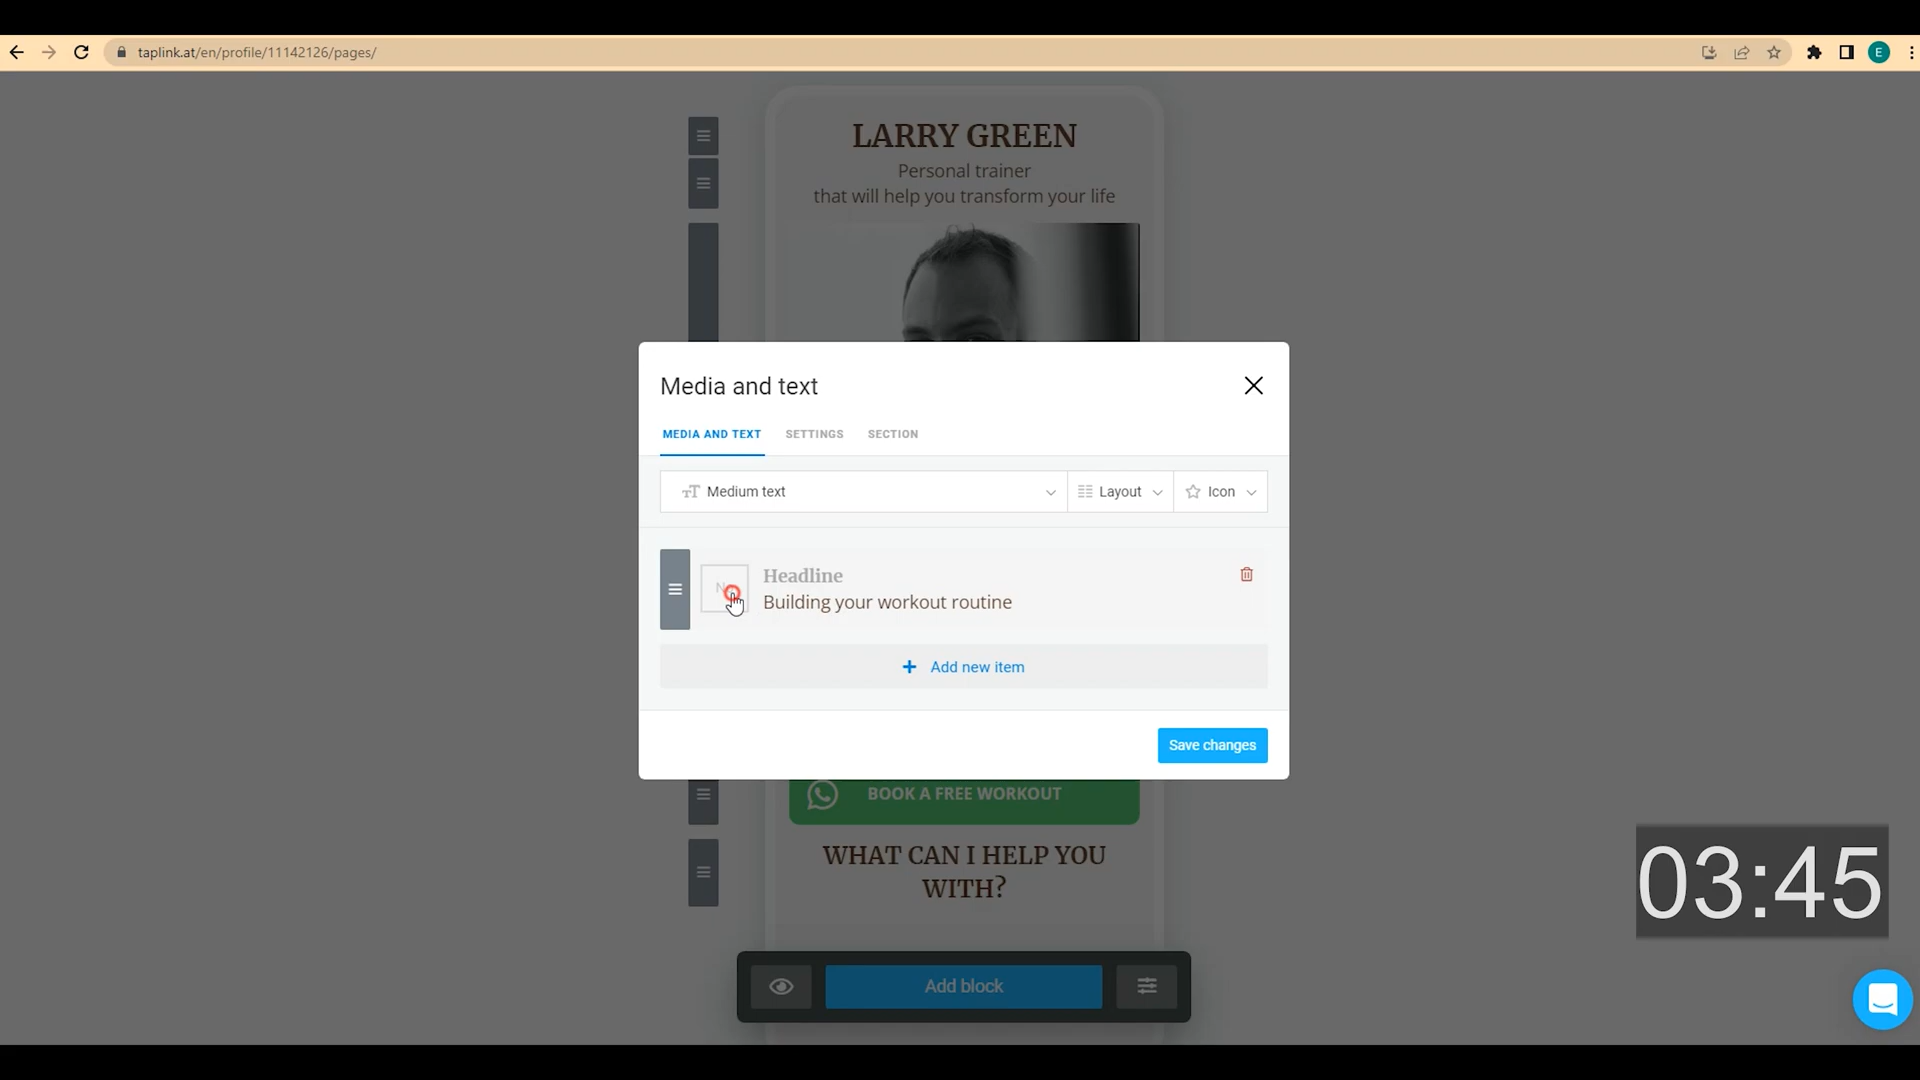 taplink.at/en/profile/11142126/pages/
E
LARRY GREEN
Personal trainer
that will help you transform your life
Media and text
MEDIA AND TEXT
SETTINGS
SECTION
Medium text
Layout
Icon
Headline
Building your workout routine
+ Add new item
Save changes
BOOK A FREE WORKOUT
WHAT CAN I HELP YOU
WITH?
03:45
Add block